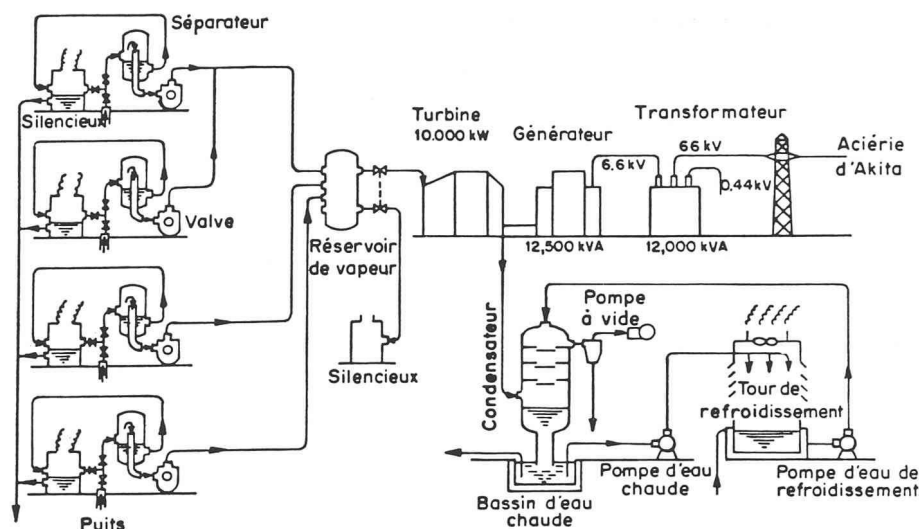 Séparateur
Silencieux
Valve
Puits
Réservoir
de vapeur
Silencieux
Turbine
10.000 kW
Générateur
12,500 kVA
6,6 kV
Transformateur
66 kV
0.44kV
12,000 kVA
Aciérie
d'Akita
Condensateur
Pompe
à vide
Tour de
refroidissement
Pompe d'eau
chaude
Pompe d'eau de
refroidissement
Bassin d'eau
chaude